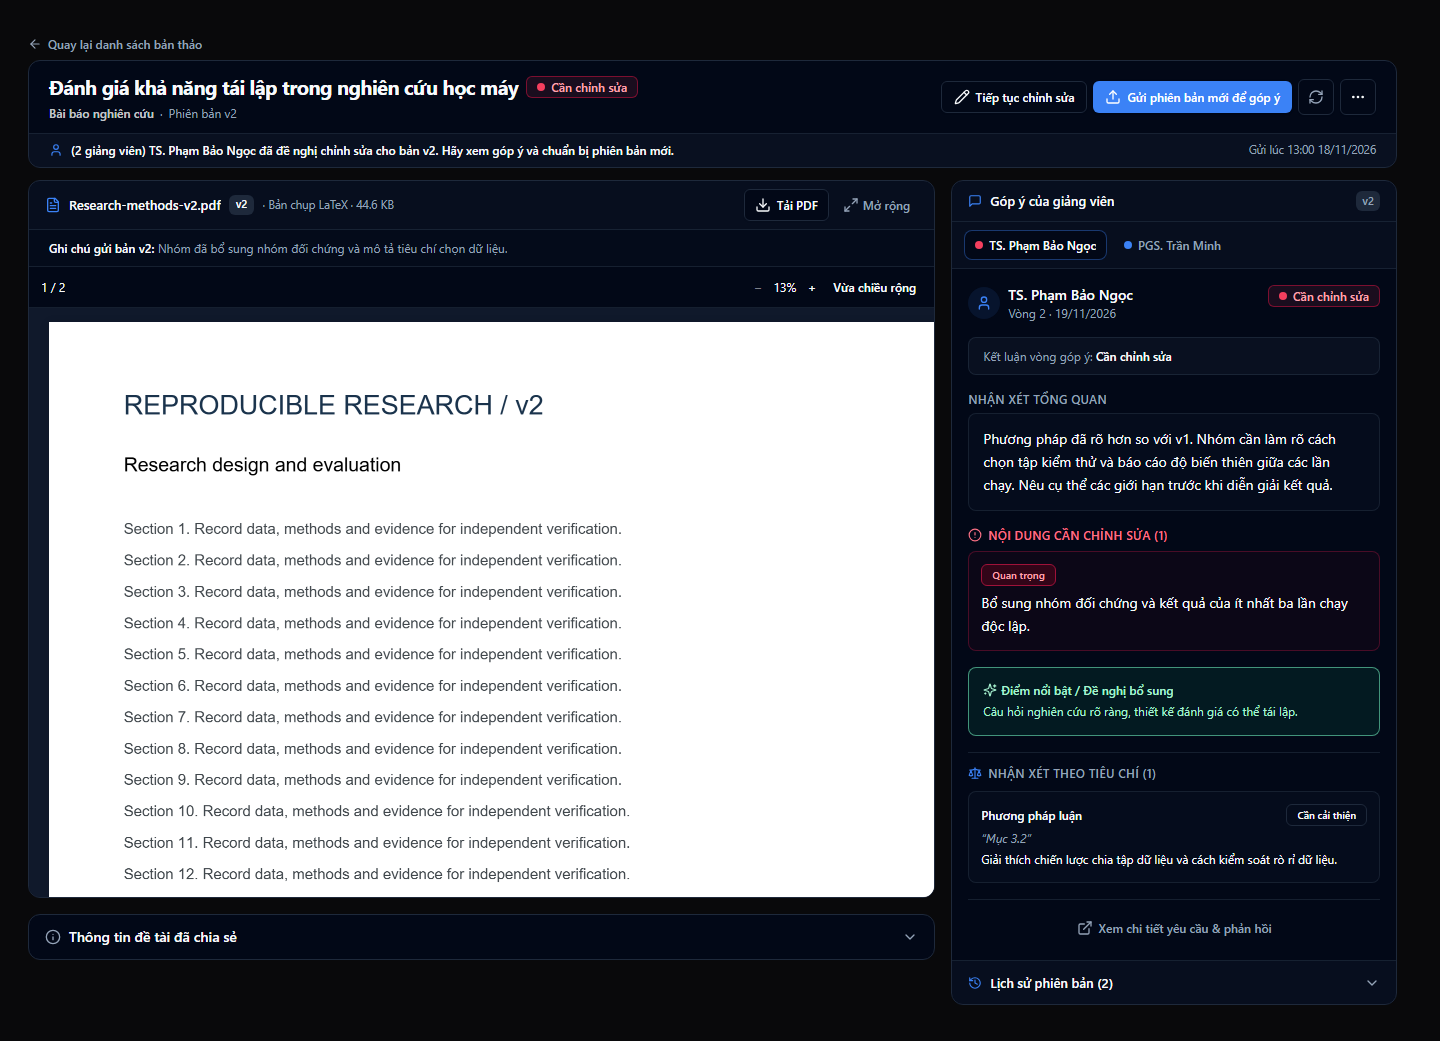 Quay lại danh sách bản thảo
Đánh giá khả năng tái lập trong nghiên cứu học máy
Cần chỉnh sửa
Bài báo nghiên cứu · Phiên bản v2
Tiếp tục chỉnh sửa
Gửi phiên bản mới để góp ý
(2 giảng viên) TS. Phạm Bảo Ngọc đã đề nghị chỉnh sửa cho bản v2. Hãy xem góp ý và chuẩn bị phiên bản mới.
Gửi lúc 13:00 18/11/2026
Research-methods-v2.pdf v2 · Bản chụp LaTeX · 44.6 KB
Tải PDF
Mở rộng
Ghi chú gửi bản v2: Nhóm đã bổ sung nhóm đối chứng và mô tả tiêu chí chọn dữ liệu.
1 / 2
− 13% + Vừa chiều rộng
REPRODUCIBLE RESEARCH / v2
Research design and evaluation
Section 1. Record data, methods and evidence for independent verification.
Section 2. Record data, methods and evidence for independent verification.
Section 3. Record data, methods and evidence for independent verification.
Section 4. Record data, methods and evidence for independent verification.
Section 5. Record data, methods and evidence for independent verification.
Section 6. Record data, methods and evidence for independent verification.
Section 7. Record data, methods and evidence for independent verification.
Section 8. Record data, methods and evidence for independent verification.
Section 9. Record data, methods and evidence for independent verification.
Section 10. Record data, methods and evidence for independent verification.
Section 11. Record data, methods and evidence for independent verification.
Section 12. Record data, methods and evidence for independent verification.
Thông tin đề tài đã chia sẻ
Góp ý của giảng viên
v2
TS. Phạm Bảo Ngọc
PGS. Trần Minh
TS. Phạm Bảo Ngọc
Vòng 2 · 19/11/2026
Cần chỉnh sửa
Kết luận vòng góp ý: Cần chỉnh sửa
NHẬN XÉT TỔNG QUAN
Phương pháp đã rõ hơn so với v1. Nhóm cần làm rõ cách
chọn tập kiểm thử và báo cáo độ biến thiên giữa các lần
chạy. Nêu cụ thể các giới hạn trước khi diễn giải kết quả.
NỘI DUNG CẦN CHỈNH SỬA (1)
Quan trọng
Bổ sung nhóm đối chứng và kết quả của ít nhất ba lần chạy
độc lập.
Điểm nổi bật / Đề nghị bổ sung
Câu hỏi nghiên cứu rõ ràng, thiết kế đánh giá có thể tái lập.
NHẬN XÉT THEO TIÊU CHÍ (1)
Phương pháp luận
Cần cải thiện
“Mục 3.2”
Giải thích chiến lược chia tập dữ liệu và cách kiểm soát rò rỉ dữ liệu.
Xem chi tiết yêu cầu & phản hồi
Lịch sử phiên bản (2)